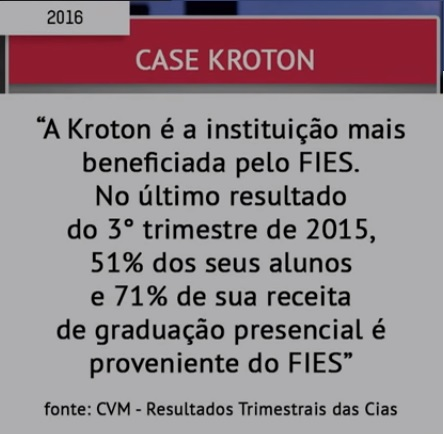 2016
CASE KROTON
“A Kroton é a instituição mais
beneficiada pelo FIES.
No último resultado
do 3° trimestre de 2015,
51% dos seus alunos
e 71% de sua receita
de graduação presencial é
proveniente do FIES”
fonte: CVM - Resultados Trimestrais das Cias